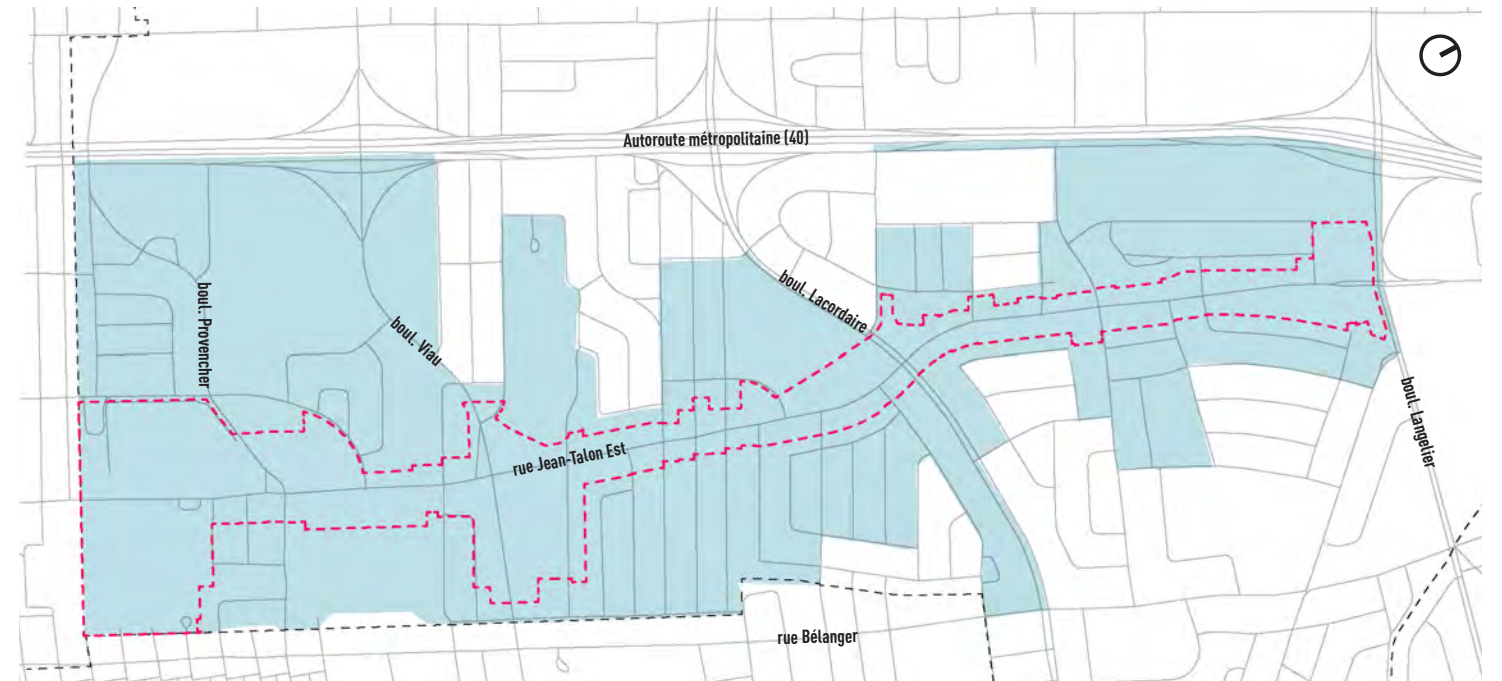 Autoroute métropolitaine (40)
boul. Provencher
boul. Viau
boul. Lacordaire
rue Jean-Talon Est
boul. Langelier
rue Bélanger